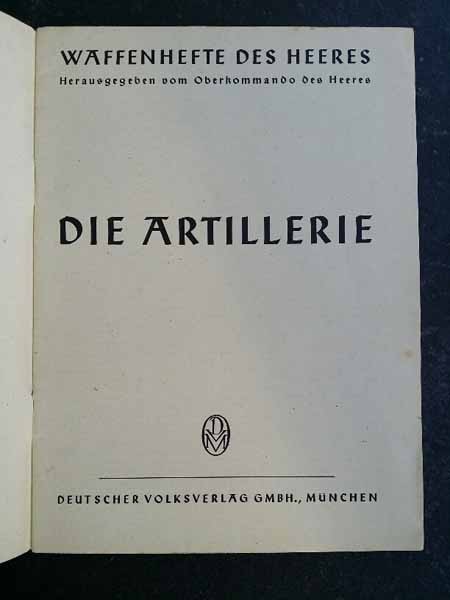 WAFFENHEFTE DES HEERES
Herausgegeben vom Oberkommando des Heeres
DIE ARTILLERIE
DVM
DEUTSCHER VOLKSVERLAG GMBH., MÜNCHEN